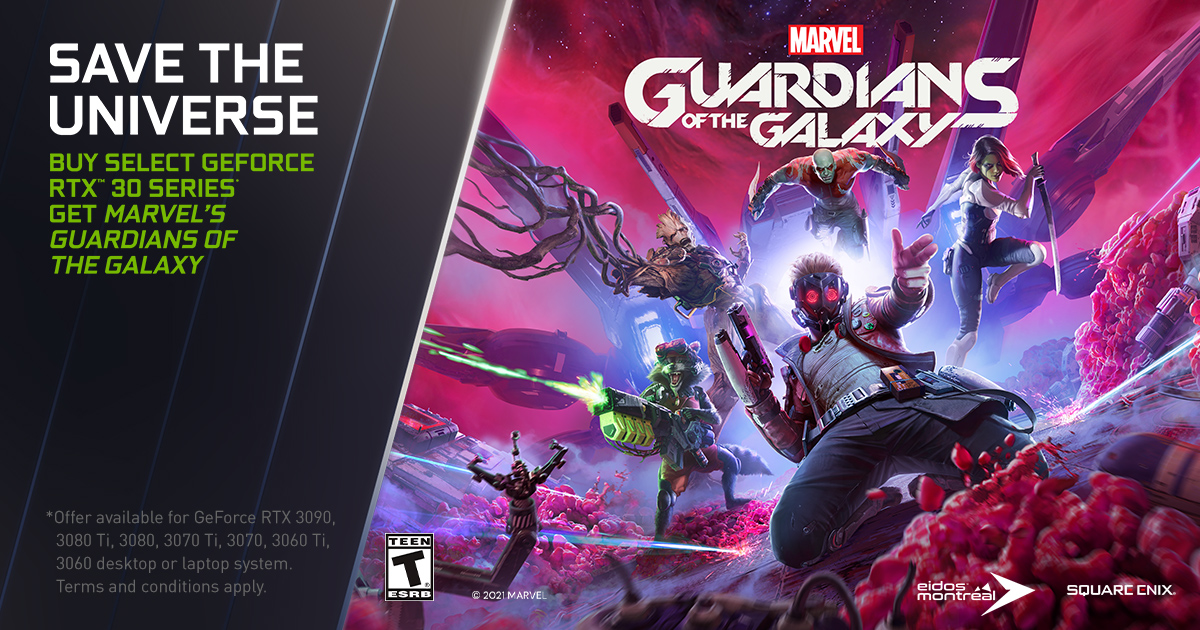 SAVE THE
UNIVERSE
BUY SELECT GEFORCE
RTX™ 30 SERIES*
GET MARVEL'S
GUARDIANS OF
THE GALAXY
*Offer available for GeForce RTX 3090,
3080 Ti, 3080, 3070 Ti, 3070, 3060 Ti,
3060 desktop or laptop system.
Terms and conditions apply.
MARVEL
GUARDIANS
OF THE
GALAXY
TEEN
T®
ESRB
© 2021 MARVEL
eidos
montréal
SQUARE ENIX®